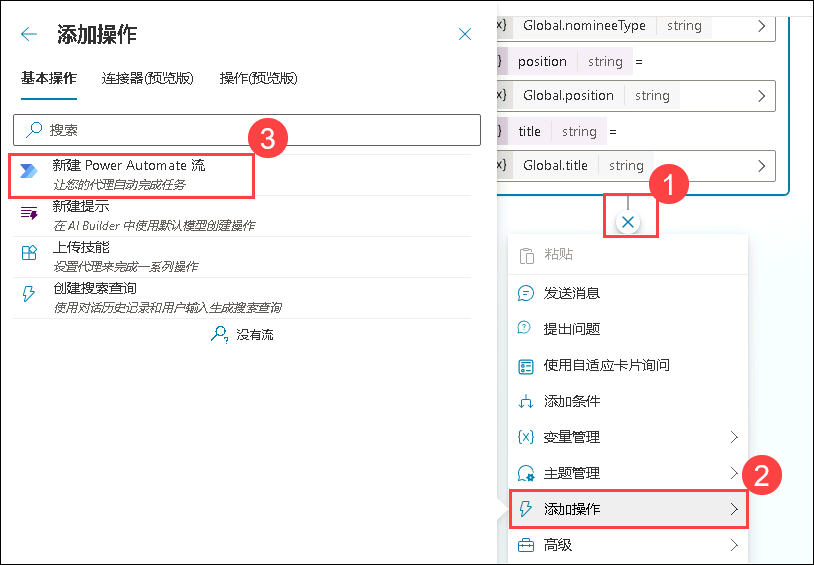 添加操作
基本操作 连接器(预览版) 操作(预览版)
搜索
3
新建 Power Automate 流
让您的代理自动完成任务
新建提示
在 AI Builder 中使用默认模型创建操作
上传技能
设置代理来完成一系列操作
创建搜索查询
使用对话历史记录和用户输入生成搜索查询
没有流
{x} Global.nomineeType string
position string =
{x} Global.position string
title string =
{x} Global.title string
1
粘贴
发送消息
提出问题
使用自适应卡片询问
添加条件
{x} 变量管理
主题管理
2
添加操作
高级